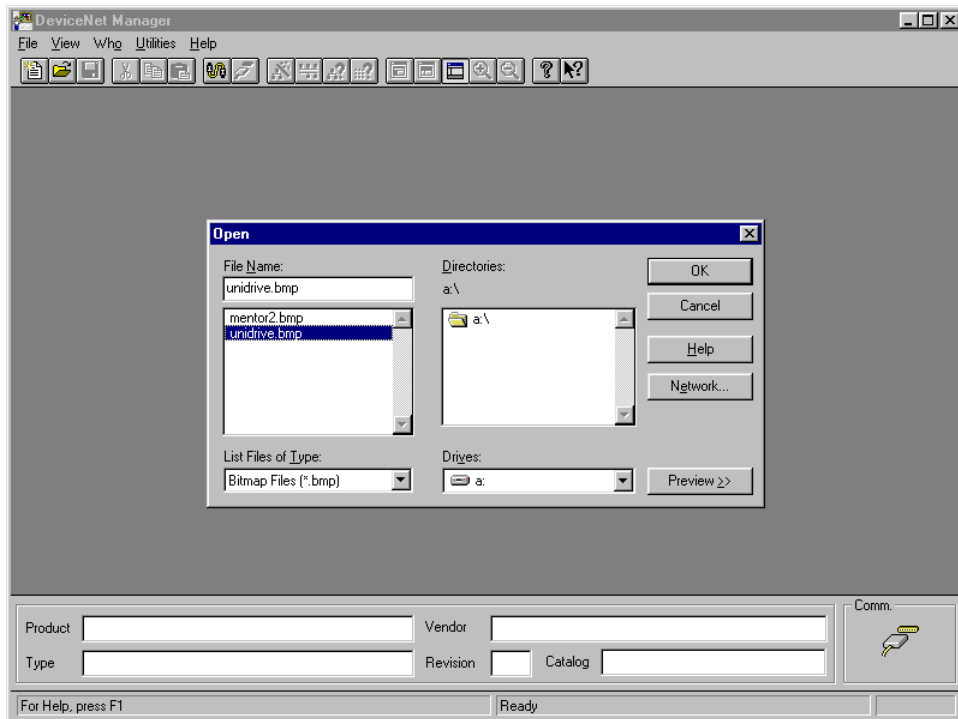 DeviceNet Manager
File View Who Utilities Help
Open
File Name:
unidrive.bmp
mentor2.bmp
unidrive.bmp
List Files of Type:
Bitmap Files (*.bmp)
Directories:
a:\
a:\
Drives:
a:
OK
Cancel
Help
Network...
Preview >>
Product
Vendor
Type
Revision
Catalog
Comm.
For Help, press F1
Ready